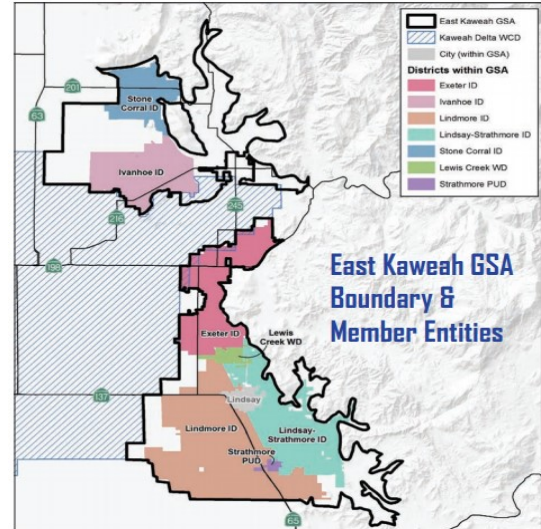 East Kaweah GSA
Kaweah Delta WCD
City (within GSA)
Districts within GSA
Exeter ID
Ivanhoe ID
Lindmore ID
Lindsay-Strathmore ID
Stone Corral ID
Lewis Creek WD
Strathmore PUD
201
63
Stone
Corral ID
Ivanhoe ID
216
245
198
East Kaweah GSA
Boundary &
Member Entities
Exeter ID
Lewis
Creek WD
137
Lindsay
Lindmore ID
Lindsay-
Strathmore ID
Strathmore
PUD
65